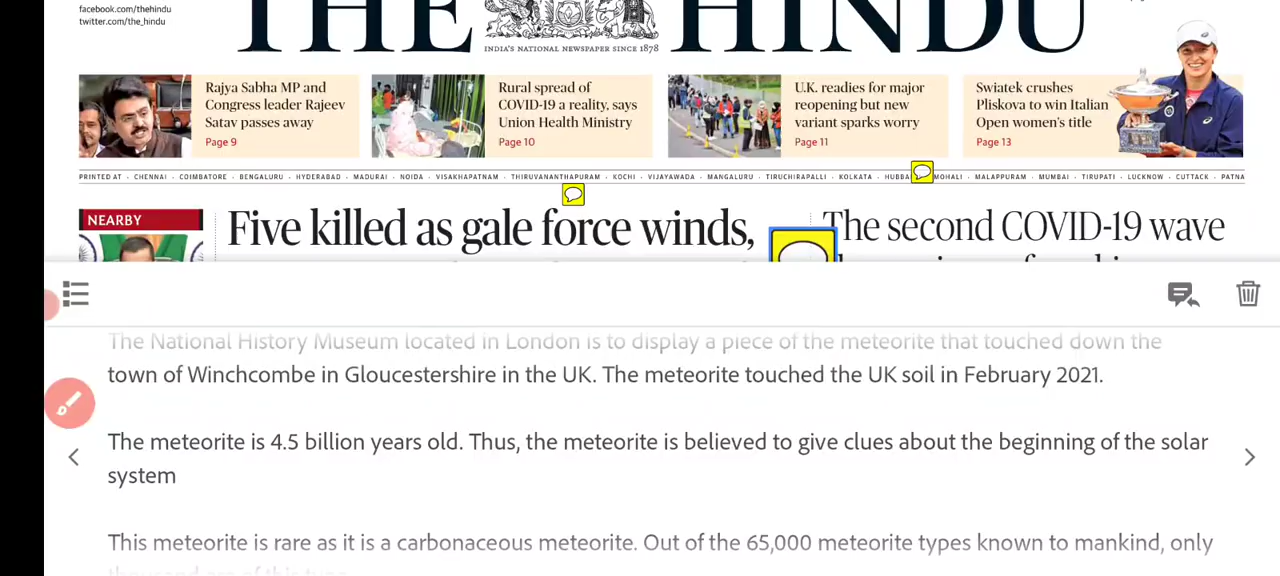 facebook.com/thehindu
twitter.com/the_hindu
THE HINDU
INDIA'S NATIONAL NEWSPAPER SINCE 1878
Rajya Sabha MP and
Congress leader Rajeev
Satav passes away
Page 9
Rural spread of
COVID-19 a reality, says
Union Health Ministry
Page 10
U.K. readies for major
reopening but new
variant sparks worry
Page 11
Swiatek crushes
Pliskova to win Italian
Open women's title
Page 13
PRINTED AT • CHENNAI • COIMBATORE • BENGALURU • HYDERABAD • MADURAI • NOIDA • VISAKHAPATNAM • THIRUVANANTHAPURAM • KOCHI • VIJAYAWADA • MANGALURU • TIRUCHIRAPALLI • KOLKATA • HUBBA MOHALI • MALAPPURAM • MUMBAI • TIRUPATI • LUCKNOW • CUTTACK • PATNA
NEARBY
Five killed as gale force winds,
The second COVID-19 wave
The National History Museum located in London is to display a piece of the meteorite that touched down the
town of Winchcombe in Gloucestershire in the UK. The meteorite touched the UK soil in February 2021.
The meteorite is 4.5 billion years old. Thus, the meteorite is believed to give clues about the beginning of the solar
system
This meteorite is rare as it is a carbonaceous meteorite. Out of the 65,000 meteorite types known to mankind, only
thousand are of this type